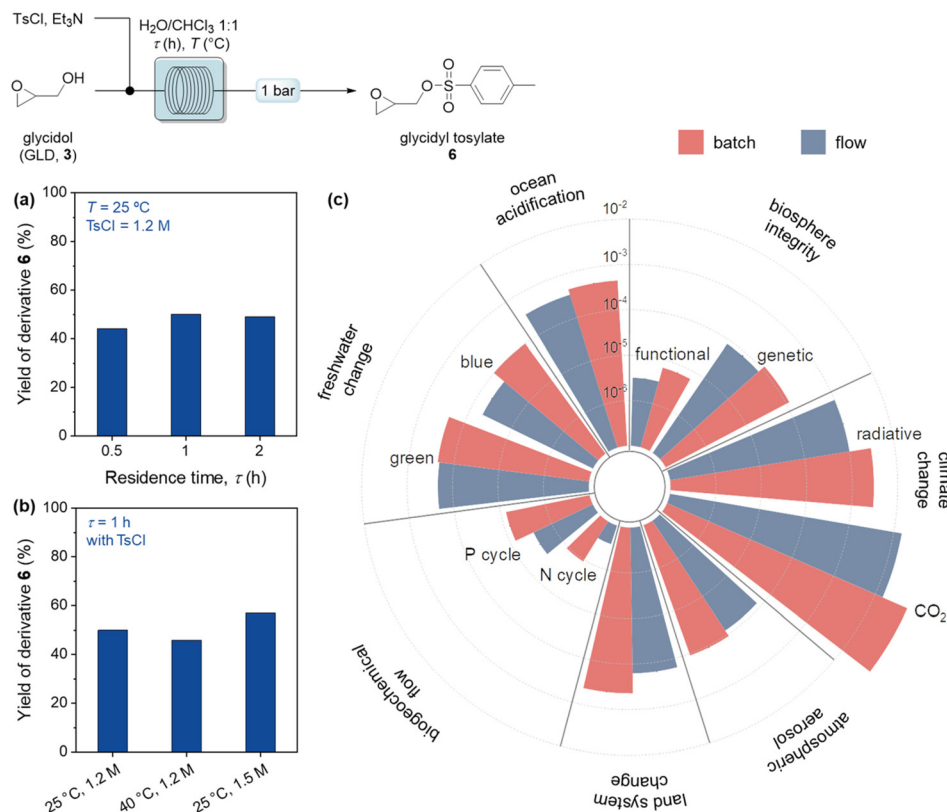 TsCl, Et3N
H2O/CHCl3 1:1
τ (h), T (°C)
O
OH
1 bar
O
O
S
O
O
glycidol
(GLD, 3)
glycidyl tosylate
6
batch
flow
(a)
T = 25 ºC
TsCl = 1.2 M
Yield of derivative 6 (%)
100
80
60
40
20
0
0.5
1
2
Residence time, τ (h)
(b)
τ = 1 h
with TsCl
Yield of derivative 6 (%)
100
80
60
40
20
0
25 °C, 1.2 M
40 °C, 1.2 M
25 °C, 1.5 M
(c)
ocean
acidification
biosphere
integrity
10-2
10-3
10-4
10-5
10-6
functional
genetic
freshwater
change
blue
green
radiative
climate
change
CO2
P cycle
N cycle
biogeochemical
flow
land system
change
atmospheric
aerosol